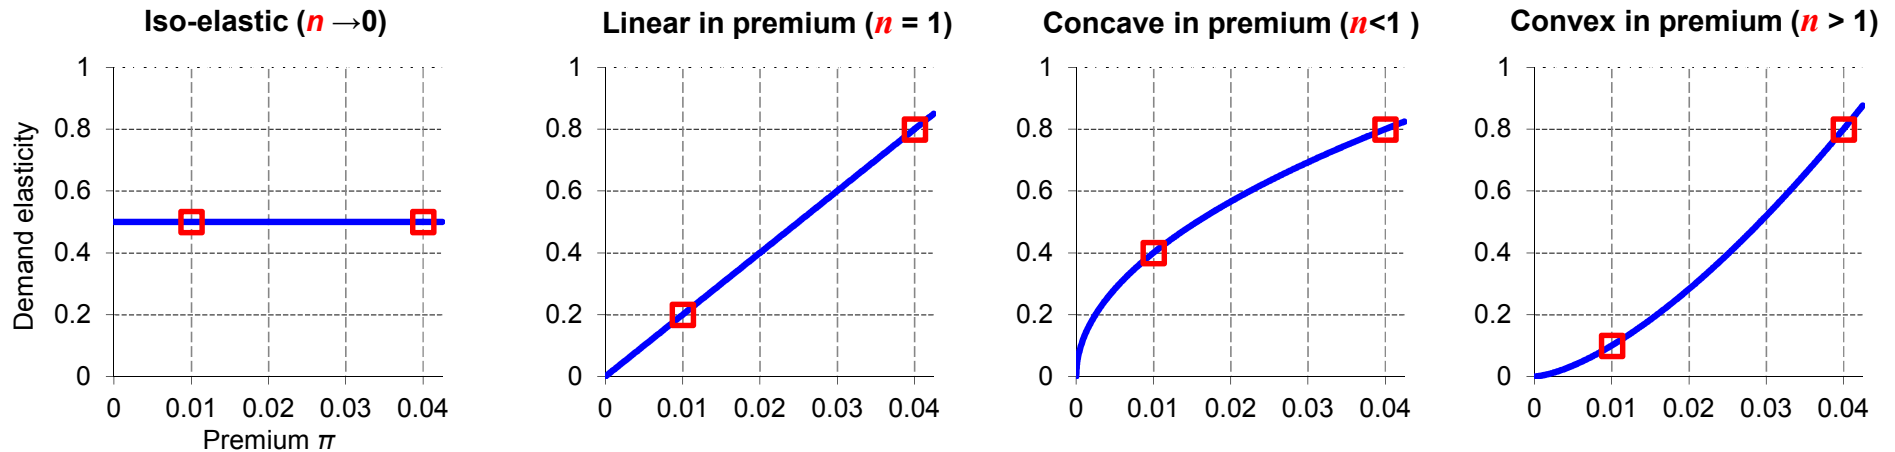 Iso-elastic (n →0)
Linear in premium (n = 1)
Concave in premium (n<1 )
Convex in premium (n > 1)
Demand elasticity
1
0.8
0.6
0.4
0.2
0
0 0.01 0.02 0.03 0.04
Premium π
1
0.8
0.6
0.4
0.2
0
0 0.01 0.02 0.03 0.04
1
0.8
0.6
0.4
0.2
0
0 0.01 0.02 0.03 0.04
1
0.8
0.6
0.4
0.2
0
0 0.01 0.02 0.03 0.04